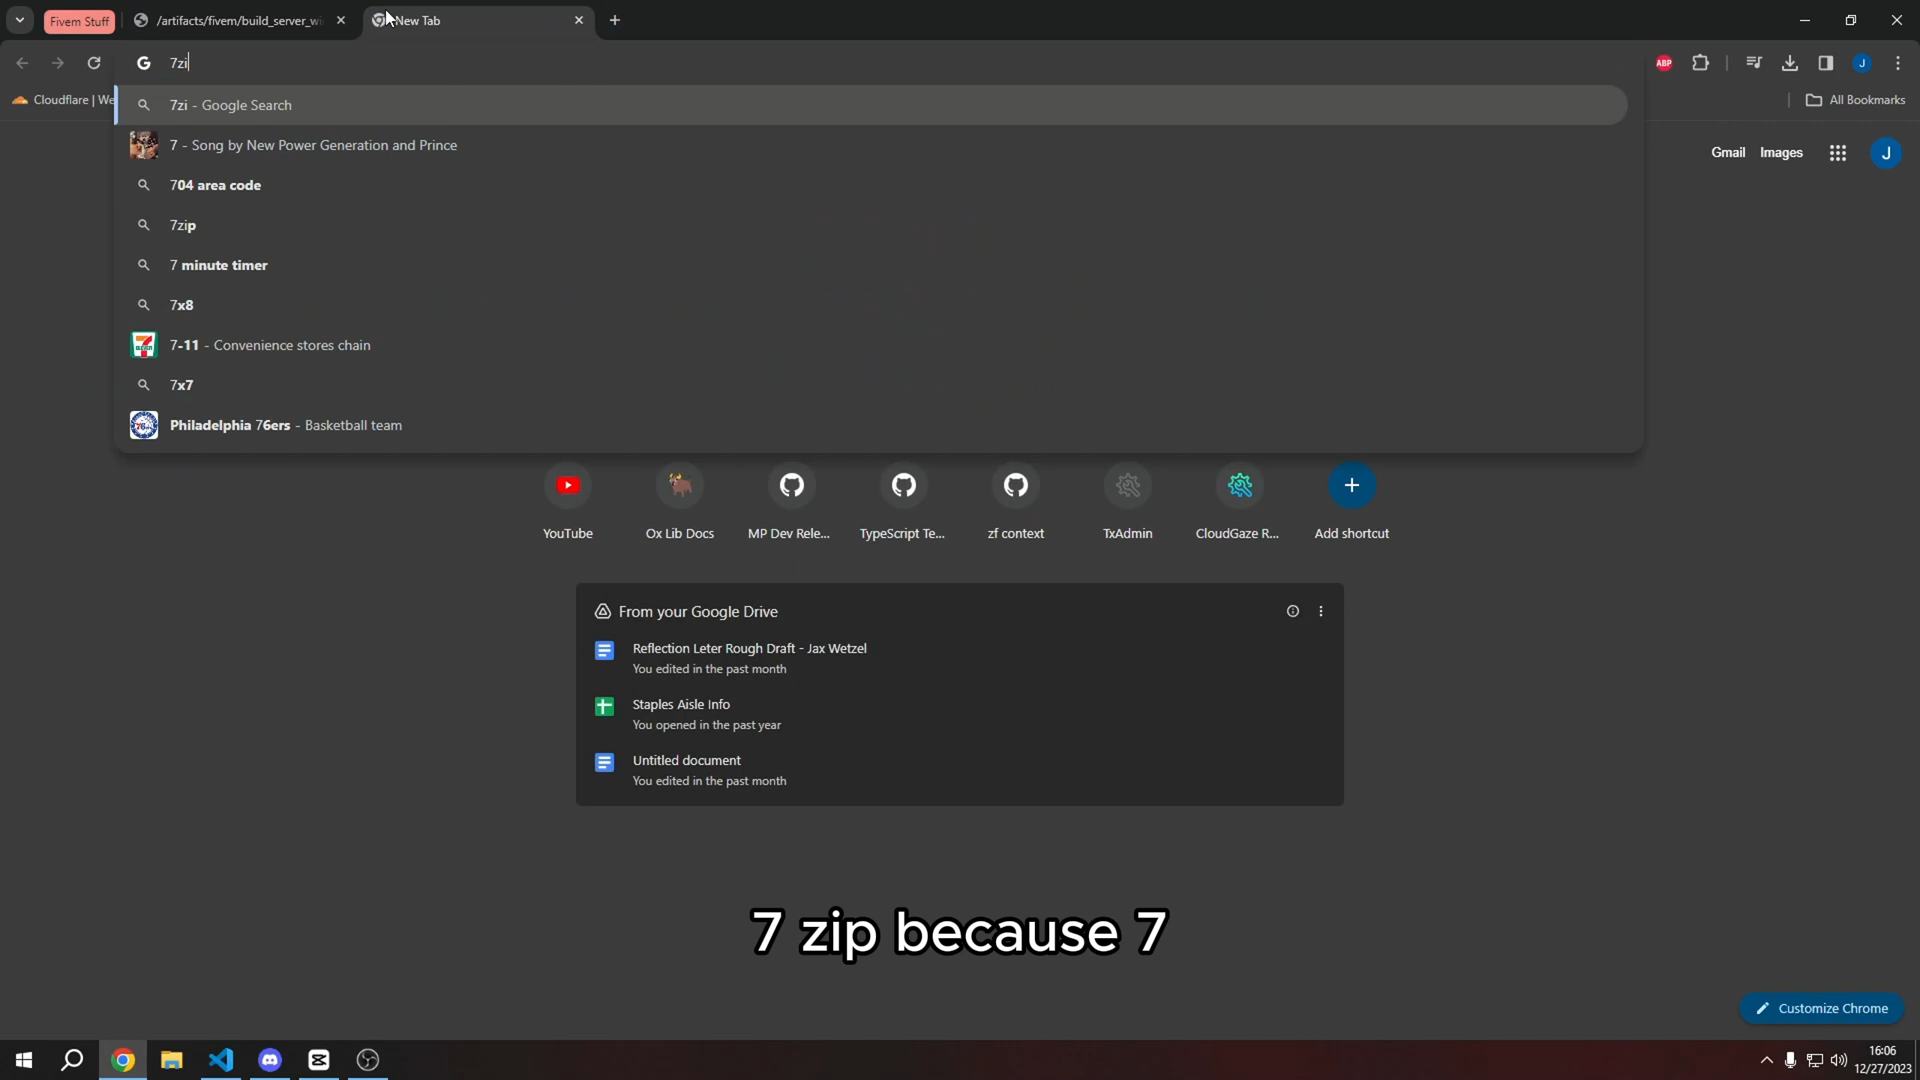 Fivem Stuff
/artifacts/fivem/build_server_wi
New Tab
7zi
ABP
J
Cloudflare | We
All Bookmarks
7zi - Google Search
7 - Song by New Power Generation and Prince
704 area code
7zip
7 minute timer
7x8
7-11 - Convenience stores chain
7x7
Philadelphia 76ers - Basketball team
Gmail
Images
J
YouTube
Ox Lib Docs
MP Dev Rele...
TypeScript Te...
zf context
TxAdmin
CloudGaze R...
Add shortcut
From your Google Drive
Reflection Leter Rough Draft - Jax Wetzel
You edited in the past month
Staples Aisle Info
You opened in the past year
Untitled document
You edited in the past month
7 zip because 7
Customize Chrome
16:06
12/27/2023